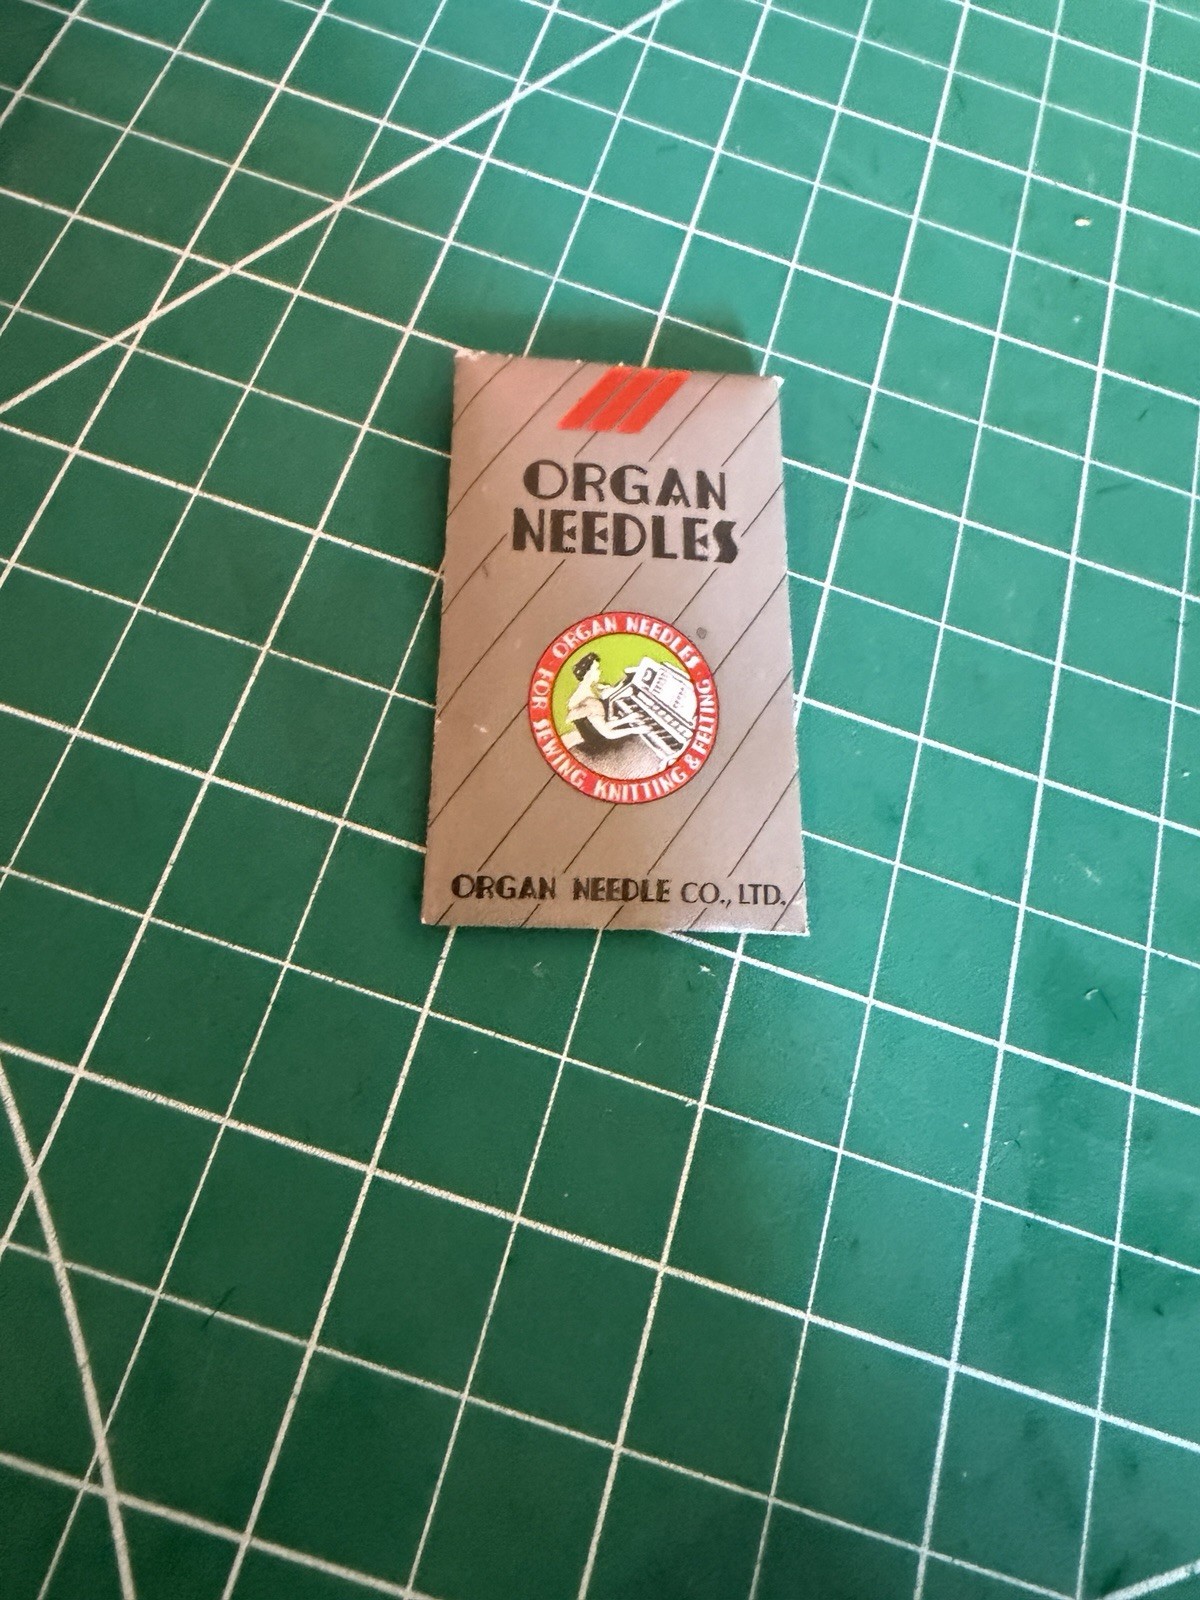 ORGAN
NEEDLES
· ORGAN NEEDLES ·
FOR SEWING, KNITTING & FELTING
ORGAN NEEDLE CO., LTD.